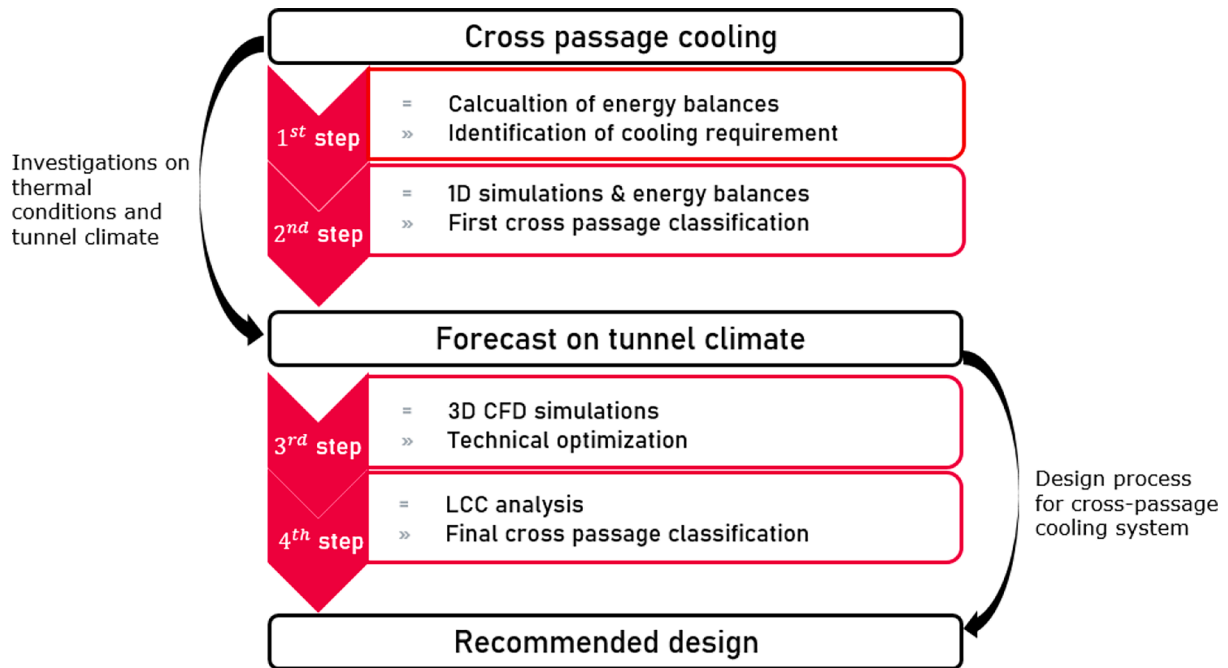 Cross passage cooling
1st step
= Calcualtion of energy balances
» Identification of cooling requirement
Investigations on
thermal
conditions and
tunnel climate
2nd step
= 1D simulations & energy balances
» First cross passage classification
Forecast on tunnel climate
3rd step
= 3D CFD simulations
» Technical optimization
4th step
= LCC analysis
» Final cross passage classification
Design process
for cross-passage
cooling system
Recommended design